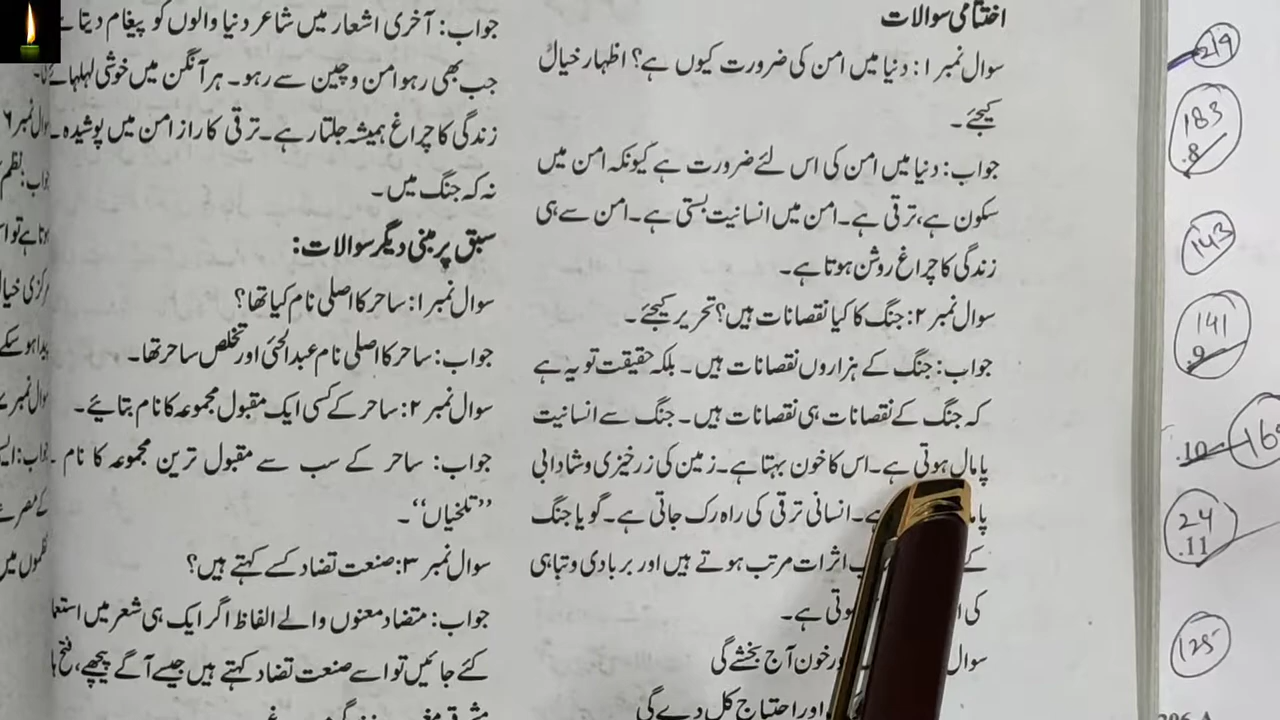 اختتامی سوالات
سوال نمبر ۱: دنیا میں امن کی ضرورت کیوں ہے؟ اظہار خیال
کیجئے۔
جواب: دنیا میں امن کی اس لئے ضرورت ہے کیونکہ امن میں
سکون ہے، ترقی ہے۔ امن میں انسانیت بستی ہے۔ امن سے ہی
زندگی کا چراغ روشن ہوتا ہے۔
سوال نمبر ۲: جنگ کا کیا نقصانات ہیں؟ تحریر کیجئے۔
جواب: جنگ کے ہزاروں نقصانات ہیں۔ بلکہ حقیقت تو یہ ہے
کہ جنگ کے نقصانات ہی نقصانات ہیں۔ جنگ سے انسانیت
پامال ہوتی ہے۔ اس کا خون بہتا ہے۔ زمین کی زرخیزی و شادابی
ہے۔ انسانی ترقی کی راہ رک جاتی ہے۔ گویا جنگ
کے اثرات مرتب ہوتے ہیں اور بربادی و تباہی
کی ہوتی ہے۔
سوال اور خون آج بخشے گی
اور احتیاج کل دے گی
جواب: آخری اشعار میں شاعر دنیا والوں کو پیغام دیتا
جب بھی رہو امن و چین سے رہو۔ ہر آنگن میں خوشی لہلہائے
زندگی کا چراغ ہمیشہ جلتا رہے۔ ترقی کا راز امن میں پوشیدہ
نہ کہ جنگ میں۔
سبق پر مبنی دیگر سوالات:
سوال نمبر ۱: ساحر کا اصلی نام کیا تھا؟
جواب: ساحر کا اصلی نام عبدالحئی اور تخلص ساحر تھا۔
سوال نمبر ۲: ساحر کے کسی ایک مقبول مجموعہ کا نام بتائیے۔
جواب: ساحر کے سب سے مقبول ترین مجموعہ کا نام
’’تلخیاں‘‘۔
سوال نمبر ۳: صنعت تضاد کسے کہتے ہیں؟
جواب: متضاد معنوں والے الفاظ اگر ایک ہی شعر میں
کئے جائیں تو اسے صنعت تضاد کہتے ہیں جیسے آگے پیچھے،
219
183
.8
143
141
.9
.10
24
.11
125